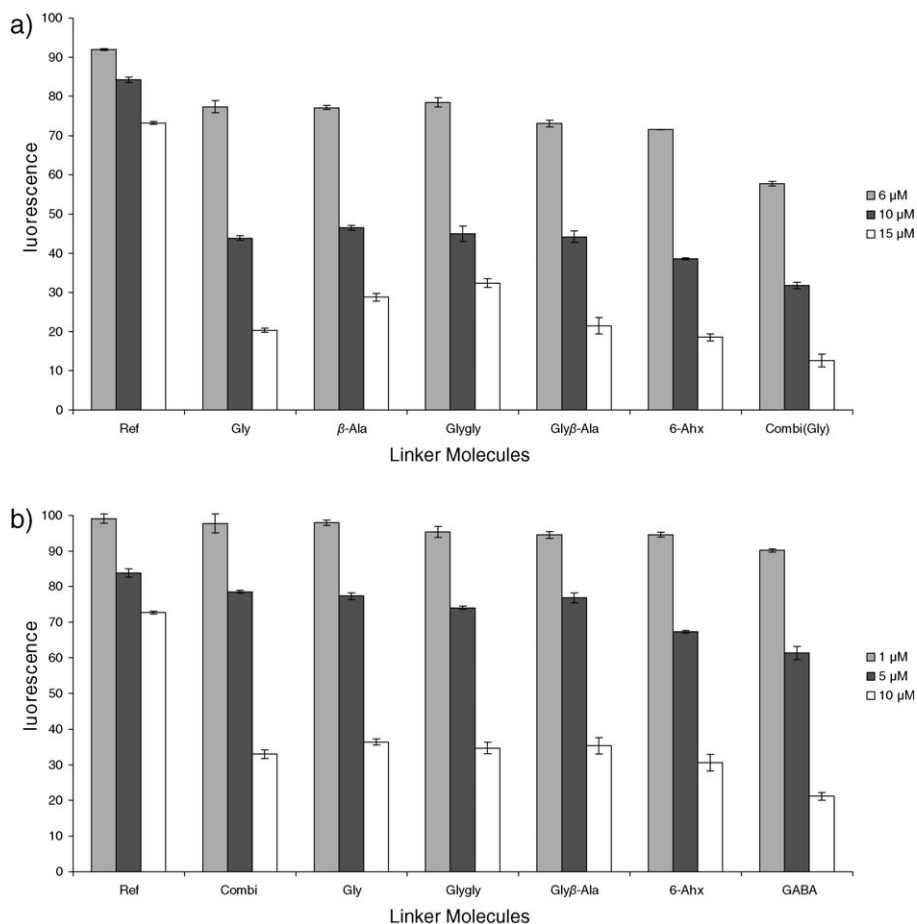 a)
100
90
80
70
60
50
40
30
20
10
0
luorescence
Ref Gly β-Ala Glygly Glyβ-Ala 6-Ahx Combi(Gly)
Linker Molecules
6 µM
10 µM
15 µM
b)
100
90
80
70
60
50
40
30
20
10
0
luorescence
Ref Combi Gly Glygly Glyβ-Ala 6-Ahx GABA
Linker Molecules
1 µM
5 µM
10 µM